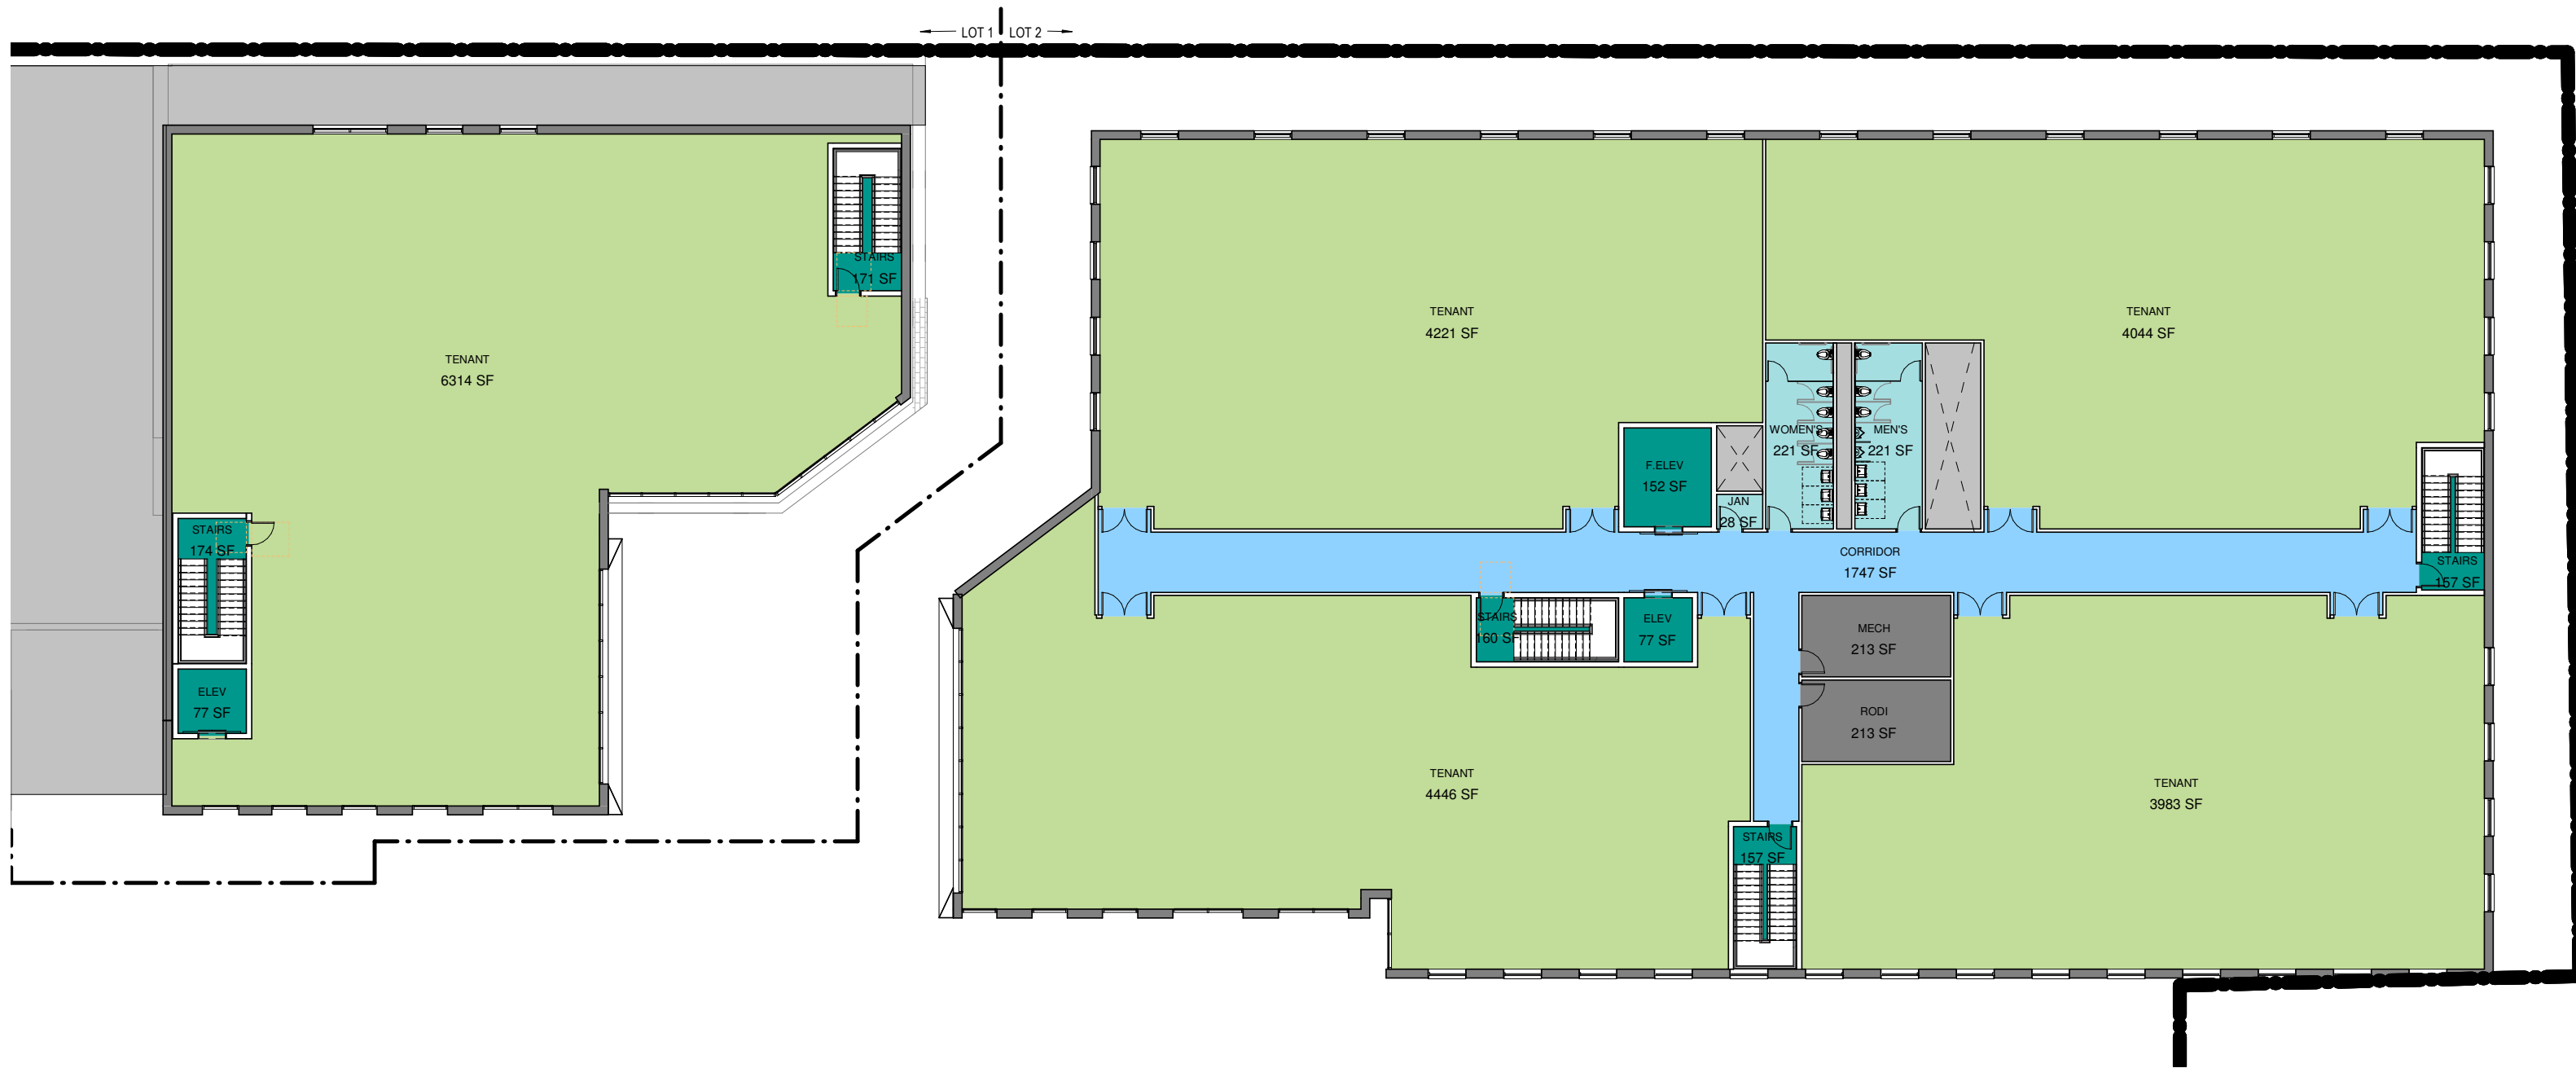 LOT 1 LOT 2
STAIRS
171 SF
TENANT
6314 SF
STAIRS
174 SF
ELEV
77 SF
TENANT
4221 SF
TENANT
4044 SF
WOMEN'S
221 SF
MEN'S
221 SF
F.ELEV
152 SF
JAN
28 SF
CORRIDOR
1747 SF
STAIRS
157 SF
STAIRS
160 SF
ELEV
77 SF
MECH
213 SF
RODI
213 SF
TENANT
4446 SF
TENANT
3983 SF
STAIRS
157 SF